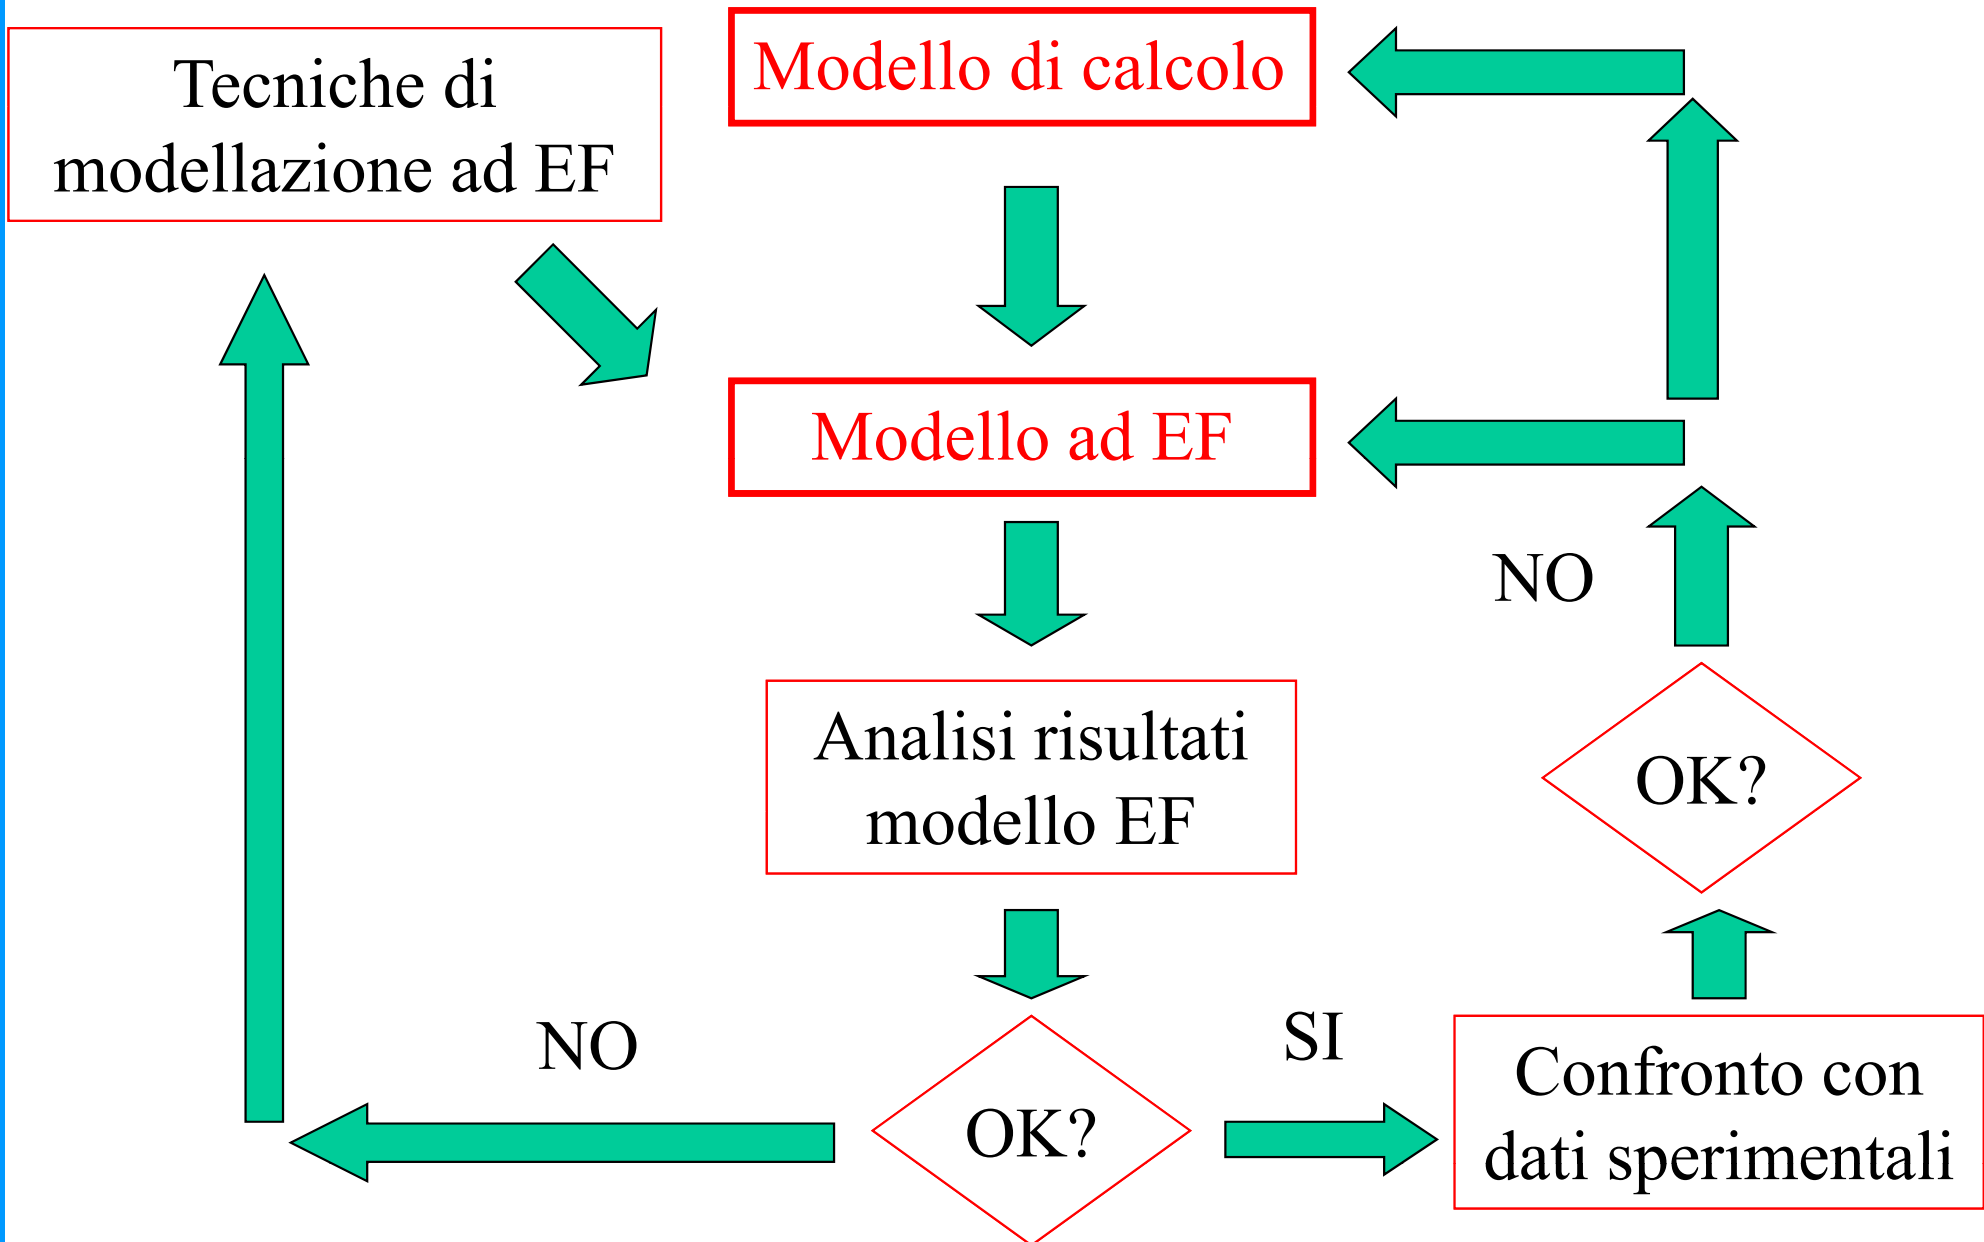 Tecniche di
modellazione ad EF
Modello di calcolo
Modello ad EF
NO
Analisi risultati
modello EF
OK?
NO
OK?
SI
Confronto con
dati sperimentali